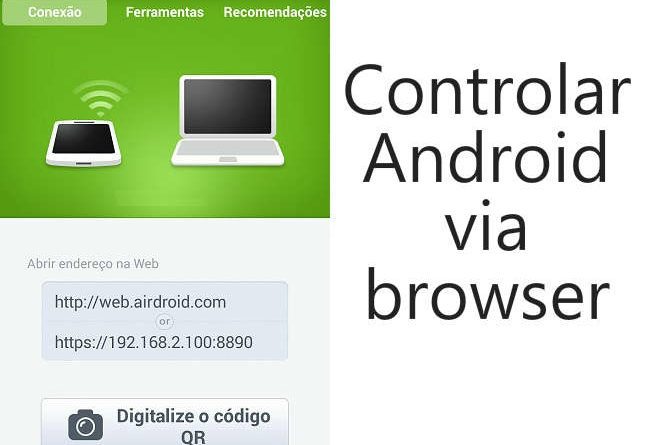 Conexão Ferramentas Recomendações
Abrir endereço na Web
http://web.airdroid.com
or
https://192.168.2.100:8890
Digitalize o código
QR
Controlar
Android
via
browser